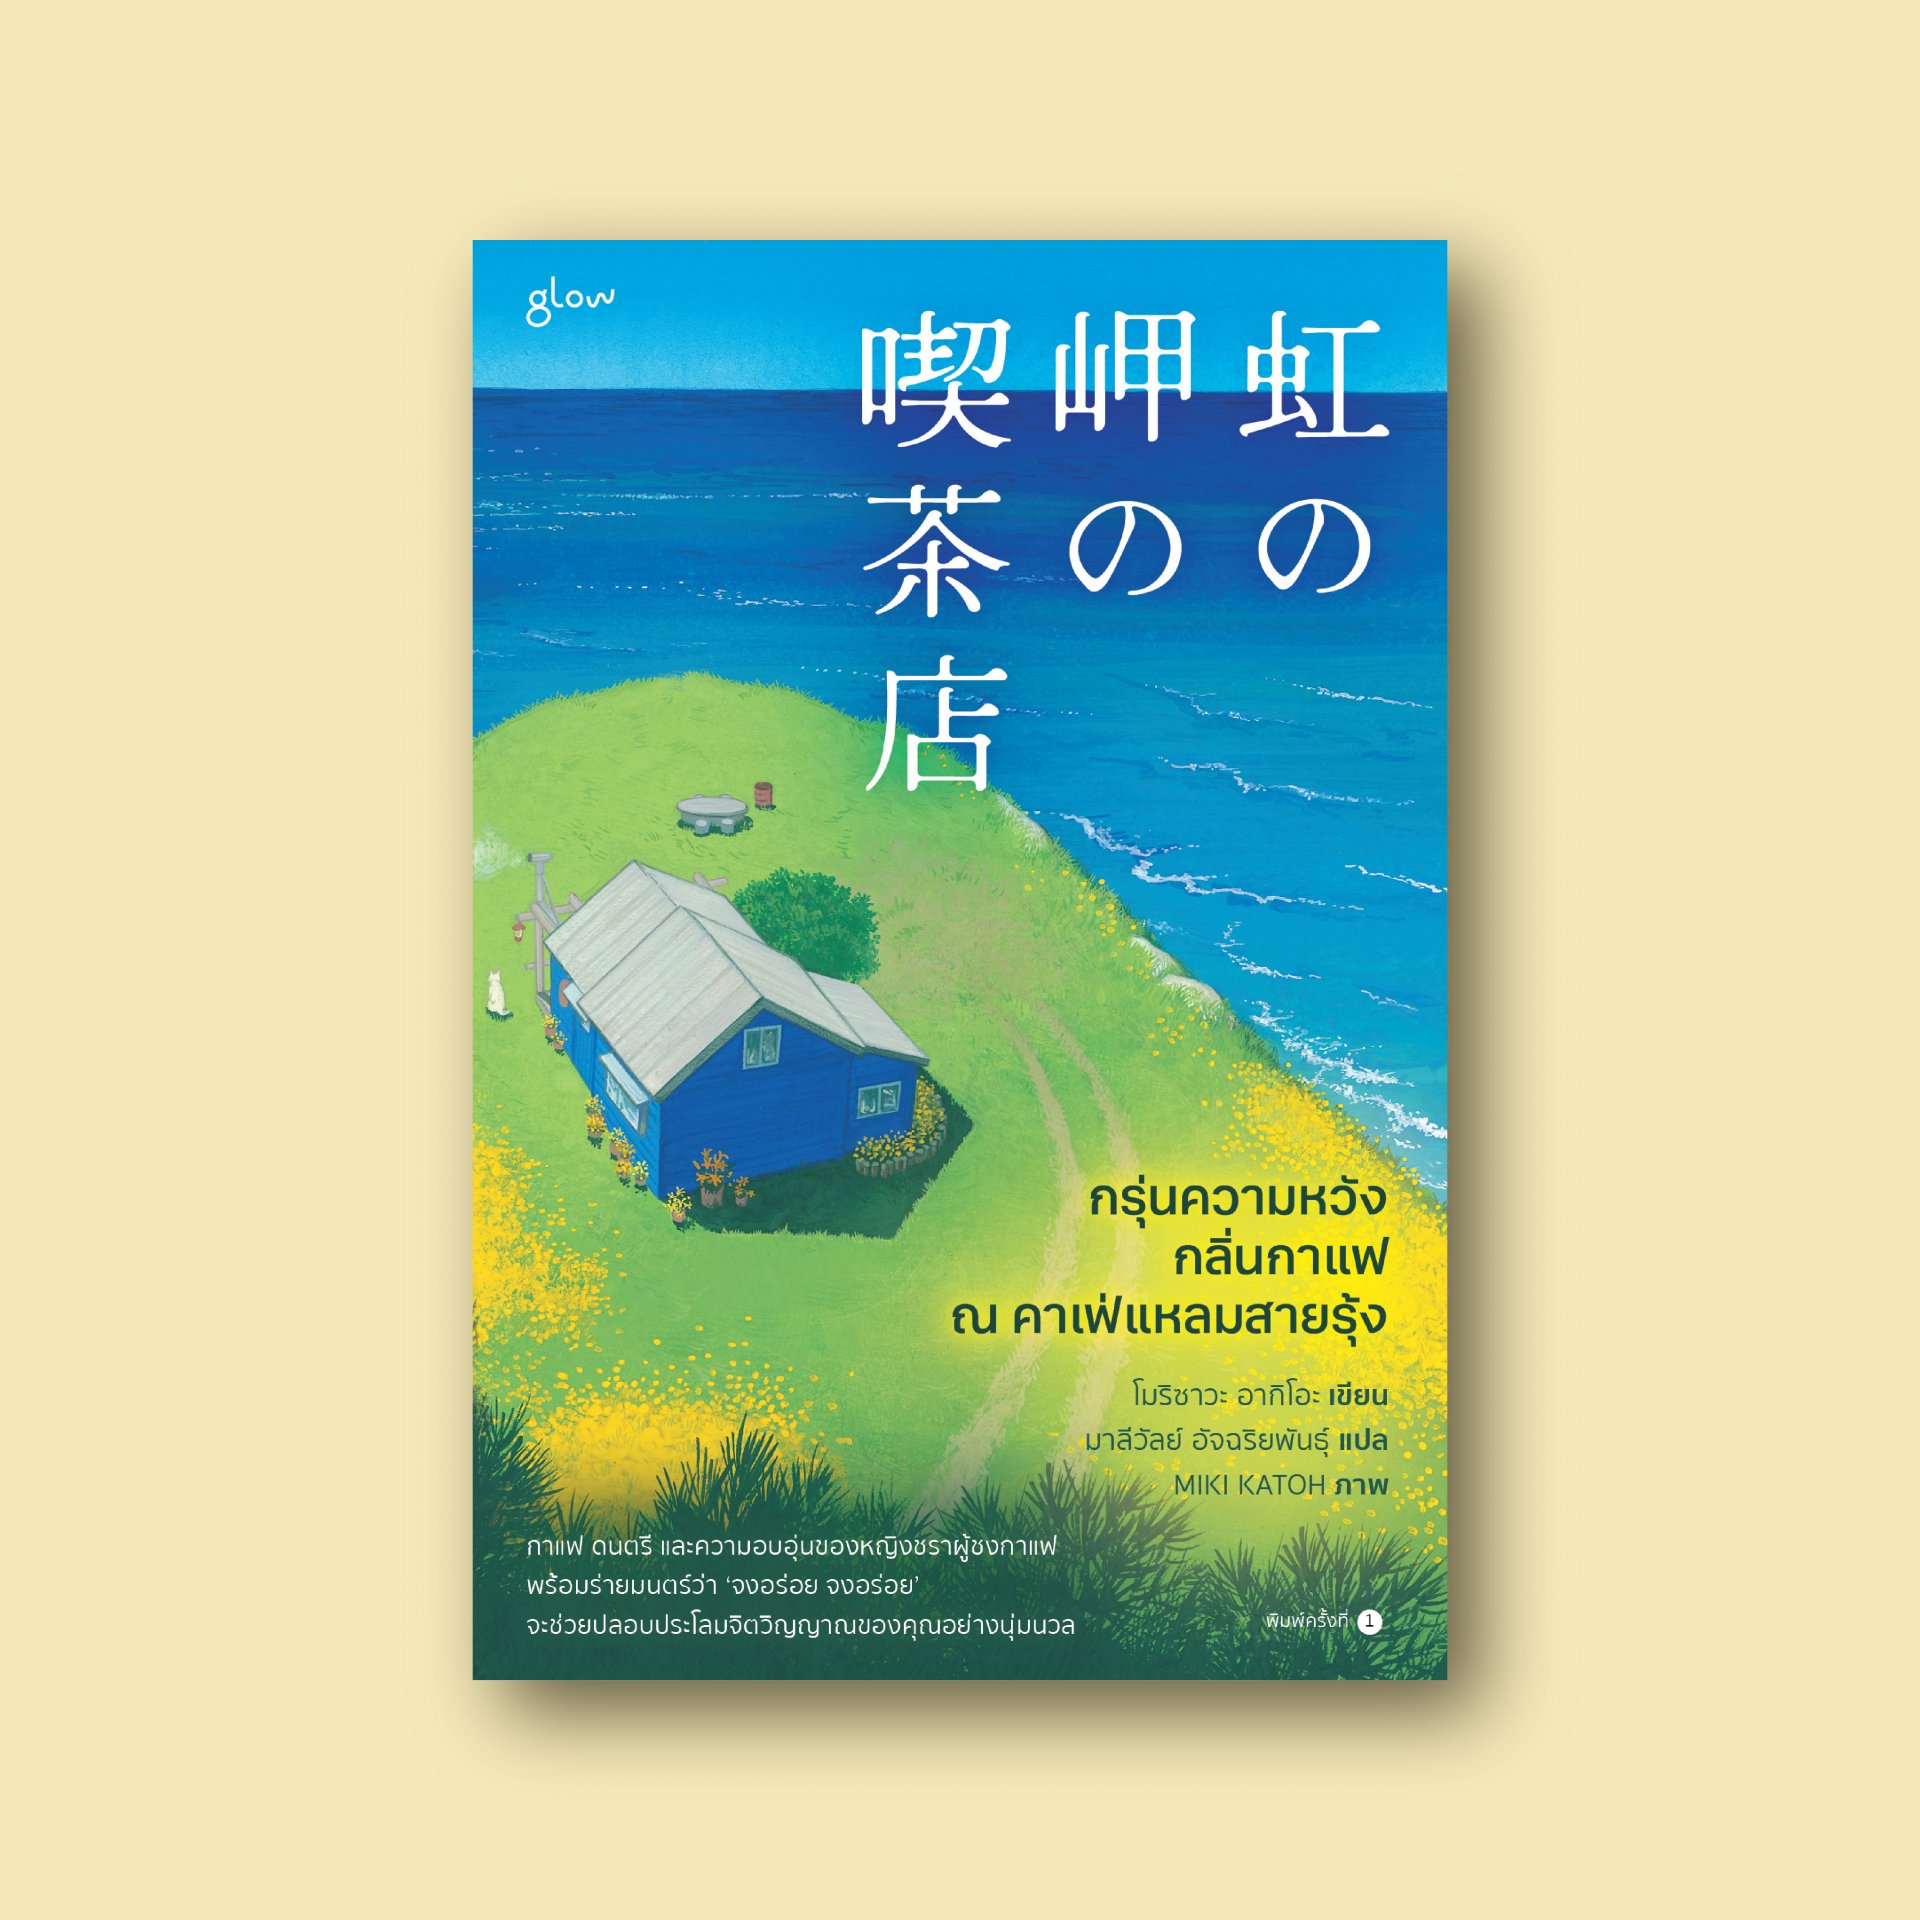 glow
虹の
岬の
喫茶店
กรุ่นความหวัง
กลิ่นกาแฟ
ณ คาเฟ่แหลมสายรุ้ง
โมริซาวะ อากิโอะ เขียน
มาลีวัลย์ อัจฉริยพันธุ์ แปล
MIKI KATOH ภาพ
กาแฟ ดนตรี และความอบอุ่นของหญิงชราผู้ชงกาแฟ
พร้อมร่ายมนตร์ว่า ‘จงอร่อย จงอร่อย’
จะช่วยปลอบประโลมจิตวิญญาณของคุณอย่างนุ่มนวล
พิมพ์ครั้งที่ 1